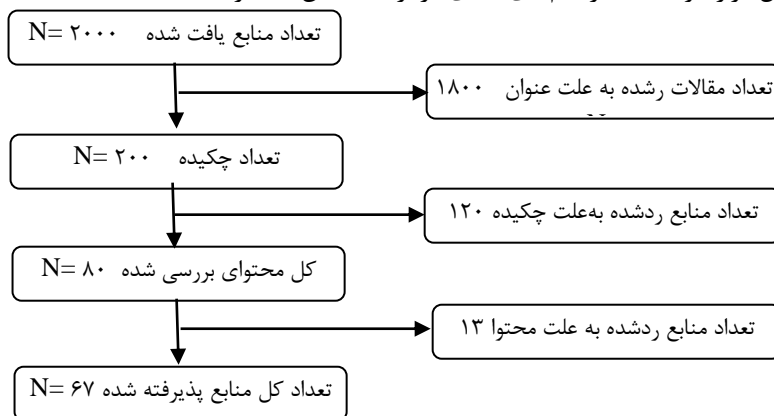 تعداد منابع یافت شده N= ۲۰۰۰
تعداد مقالات رشده به علت عنوان ۱۸۰۰
تعداد چکیده N= ۲۰۰
تعداد منابع ردشده به‌علت چکیده ۱۲۰
کل محتوای بررسی شده N= ۸۰
تعداد منابع ردشده به علت محتوا ۱۳
تعداد کل منابع پذیرفته شده N= ۶۷